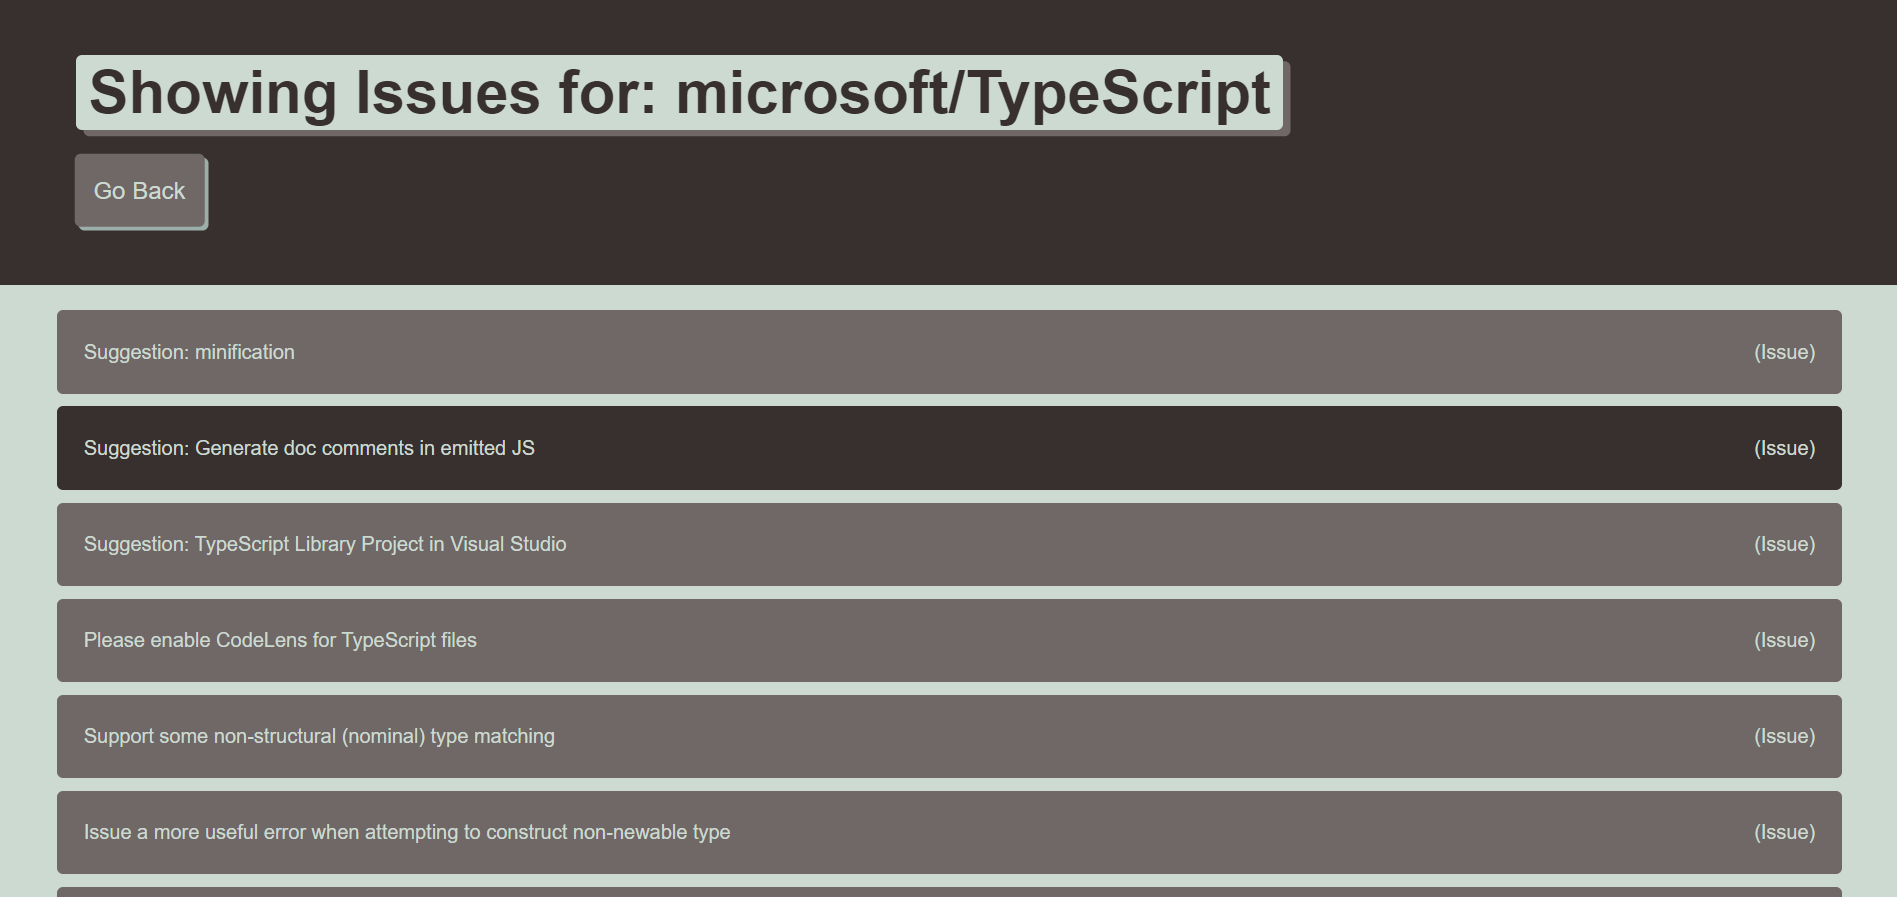 Showing Issues for: microsoft/TypeScript
Go Back
Suggestion: minification (Issue)
Suggestion: Generate doc comments in emitted JS (Issue)
Suggestion: TypeScript Library Project in Visual Studio (Issue)
Please enable CodeLens for TypeScript files (Issue)
Support some non-structural (nominal) type matching (Issue)
Issue a more useful error when attempting to construct non-newable type (Issue)